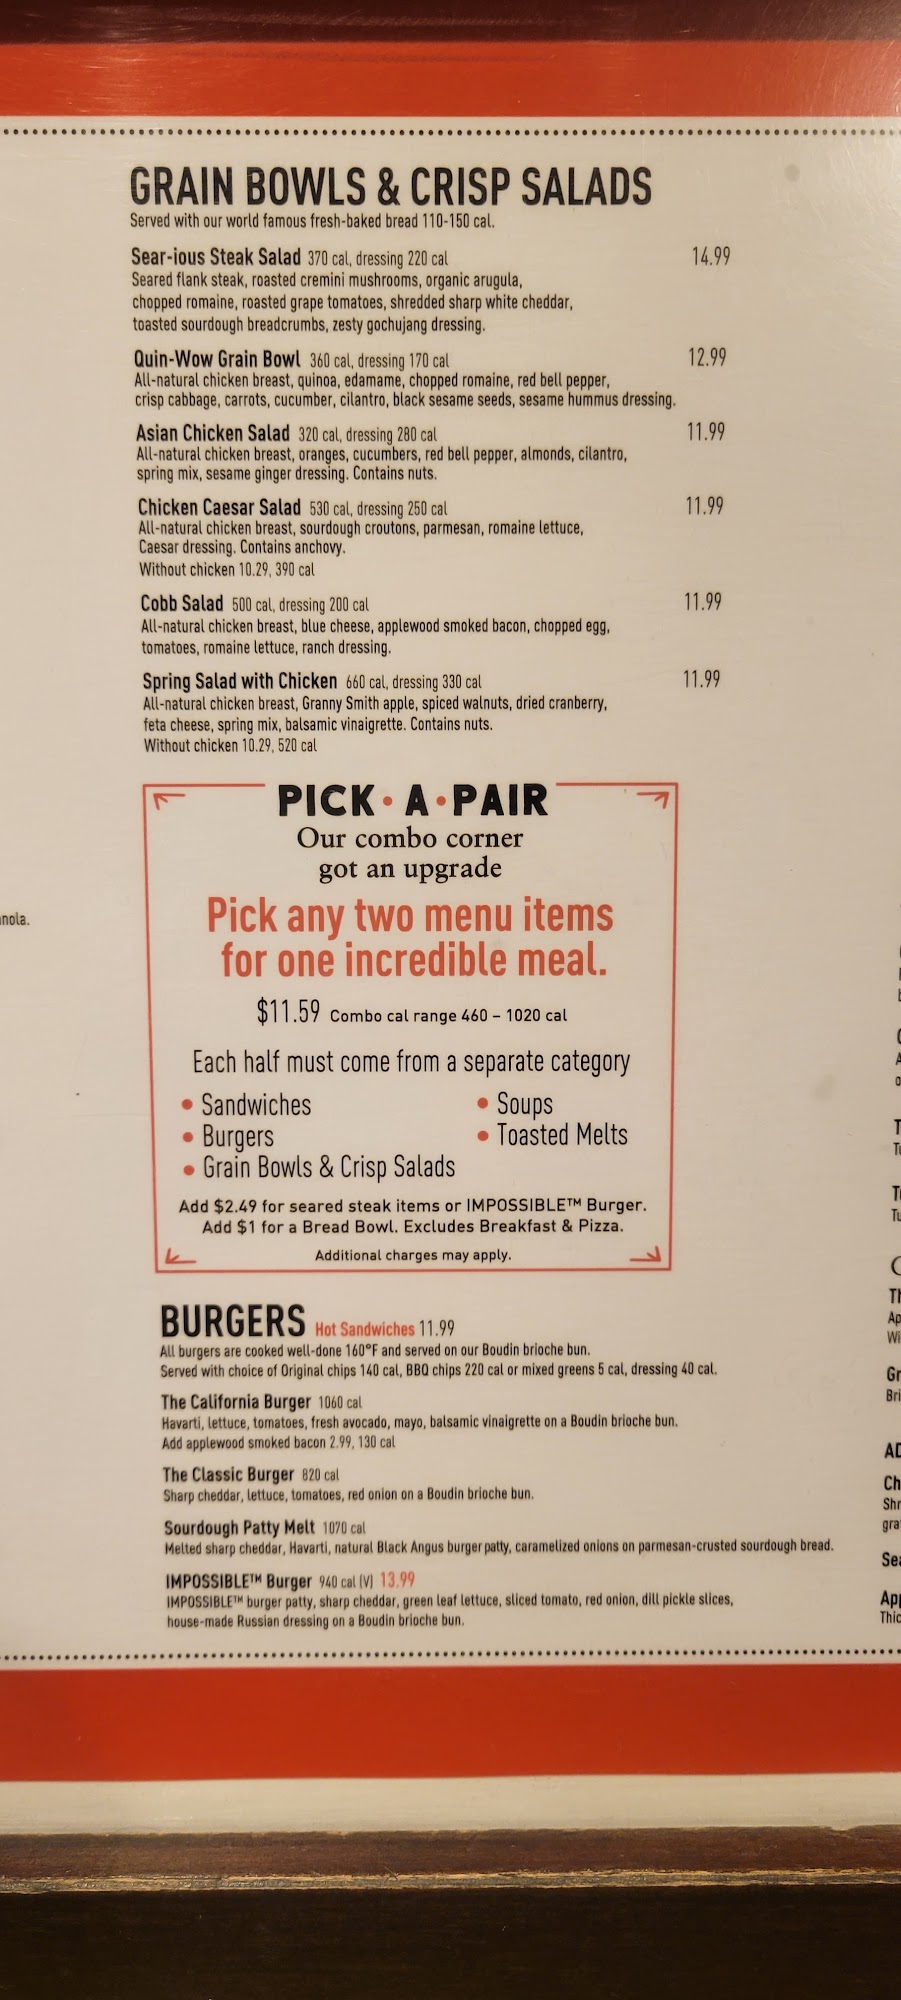 GRAIN BOWLS & CRISP SALADS
Served with our world famous fresh-baked bread 110-150 cal.
Sear-ious Steak Salad 370 cal, dressing 220 cal 14.99
Seared flank steak, roasted cremini mushrooms, organic arugula,
chopped romaine, roasted grape tomatoes, shredded sharp white cheddar,
toasted sourdough breadcrumbs, zesty gochujang dressing.
Quin-Wow Grain Bowl 360 cal, dressing 170 cal 12.99
All-natural chicken breast, quinoa, edamame, chopped romaine, red bell pepper,
crisp cabbage, carrots, cucumber, cilantro, black sesame seeds, sesame hummus dressing.
Asian Chicken Salad 320 cal, dressing 280 cal 11.99
All-natural chicken breast, oranges, cucumbers, red bell pepper, almonds, cilantro,
spring mix, sesame ginger dressing. Contains nuts.
Chicken Caesar Salad 530 cal, dressing 250 cal 11.99
All-natural chicken breast, sourdough croutons, parmesan, romaine lettuce,
Caesar dressing. Contains anchovy.
Without chicken 10.29, 390 cal
Cobb Salad 500 cal, dressing 200 cal 11.99
All-natural chicken breast, blue cheese, applewood smoked bacon, chopped egg,
tomatoes, romaine lettuce, ranch dressing.
Spring Salad with Chicken 660 cal, dressing 330 cal 11.99
All-natural chicken breast, Granny Smith apple, spiced walnuts, dried cranberry,
feta cheese, spring mix, balsamic vinaigrette. Contains nuts.
Without chicken 10.29, 520 cal
PICK • A • PAIR
Our combo corner
got an upgrade
Pick any two menu items
for one incredible meal.
$11.59 Combo cal range 460 – 1020 cal
Each half must come from a separate category
• Sandwiches • Soups
• Burgers • Toasted Melts
• Grain Bowls & Crisp Salads
Add $2.49 for seared steak items or IMPOSSIBLE™ Burger.
Add $1 for a Bread Bowl. Excludes Breakfast & Pizza.
Additional charges may apply.
BURGERS Hot Sandwiches 11.99
All burgers are cooked well-done 160°F and served on our Boudin brioche bun.
Served with choice of Original chips 140 cal, BBQ chips 220 cal or mixed greens 5 cal, dressing 40 cal.
The California Burger 1060 cal
Havarti, lettuce, tomatoes, fresh avocado, mayo, balsamic vinaigrette on a Boudin brioche bun.
Add applewood smoked bacon 2.99, 130 cal
The Classic Burger 820 cal
Sharp cheddar, lettuce, tomatoes, red onion on a Boudin brioche bun.
Sourdough Patty Melt 1070 cal
Melted sharp cheddar, Havarti, natural Black Angus burger patty, caramelized onions on parmesan-crusted sourdough bread.
IMPOSSIBLE™ Burger 940 cal (V) 13.99
IMPOSSIBLE™ burger patty, sharp cheddar, green leaf lettuce, sliced tomato, red onion, dill pickle slices,
house-made Russian dressing on a Boudin brioche bun.